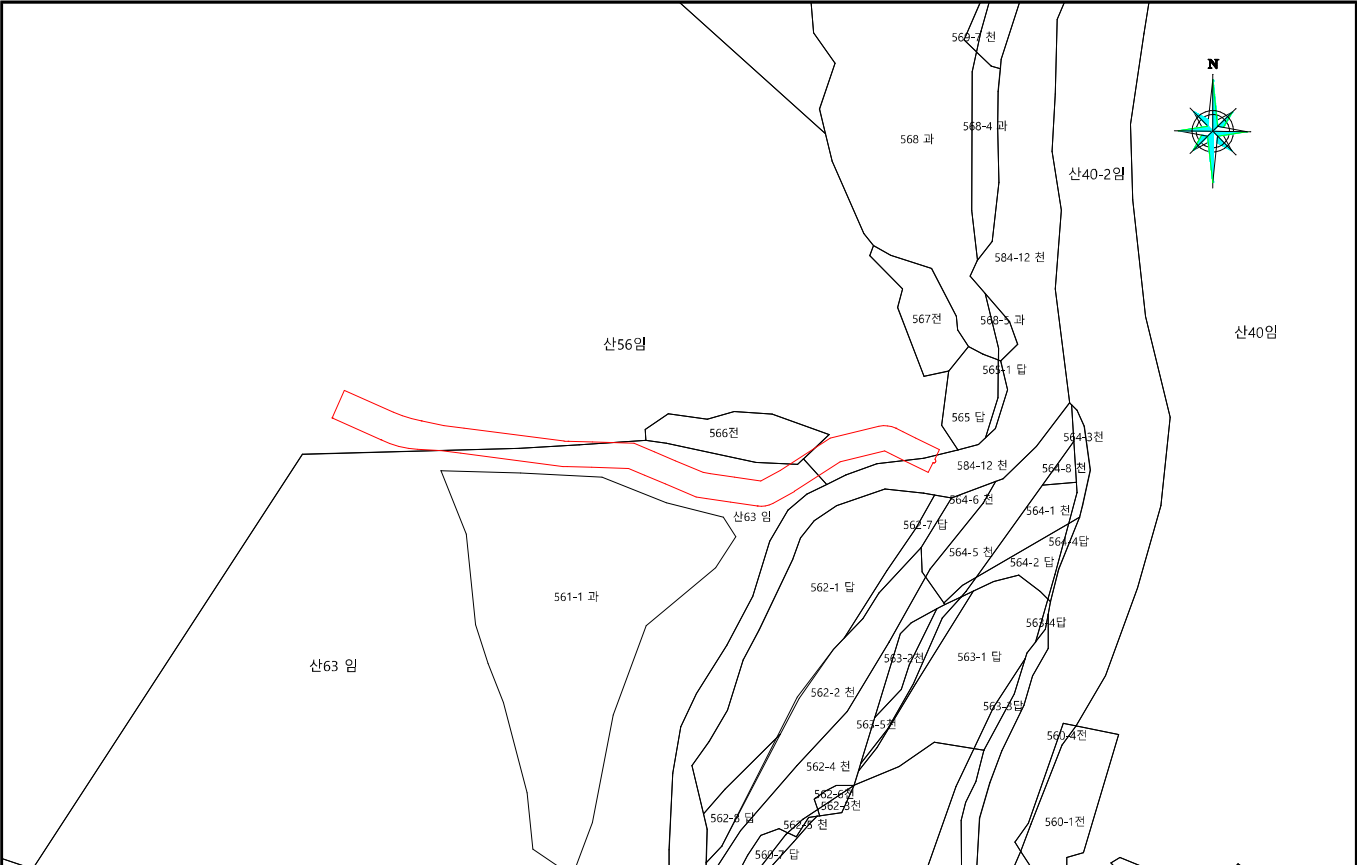 569-7 천
N
568-4 과
568 과
산40-2임
584-12 천
567전
568-5 과
산40임
산56임
565-1 답
565 답
566전
564-3천
584-12 천
564-8 천
564-6 천
564-1 천
산63 임
562-7 답
564-4답
564-5 천
564-2 답
562-1 답
561-1 과
563-4답
563-2천
563-1 답
산63 임
562-2 천
563-3답
563-5천
560-4전
562-4 천
562-6천
562-3천
562-8 답
562-5 천
560-1전
560-7 답